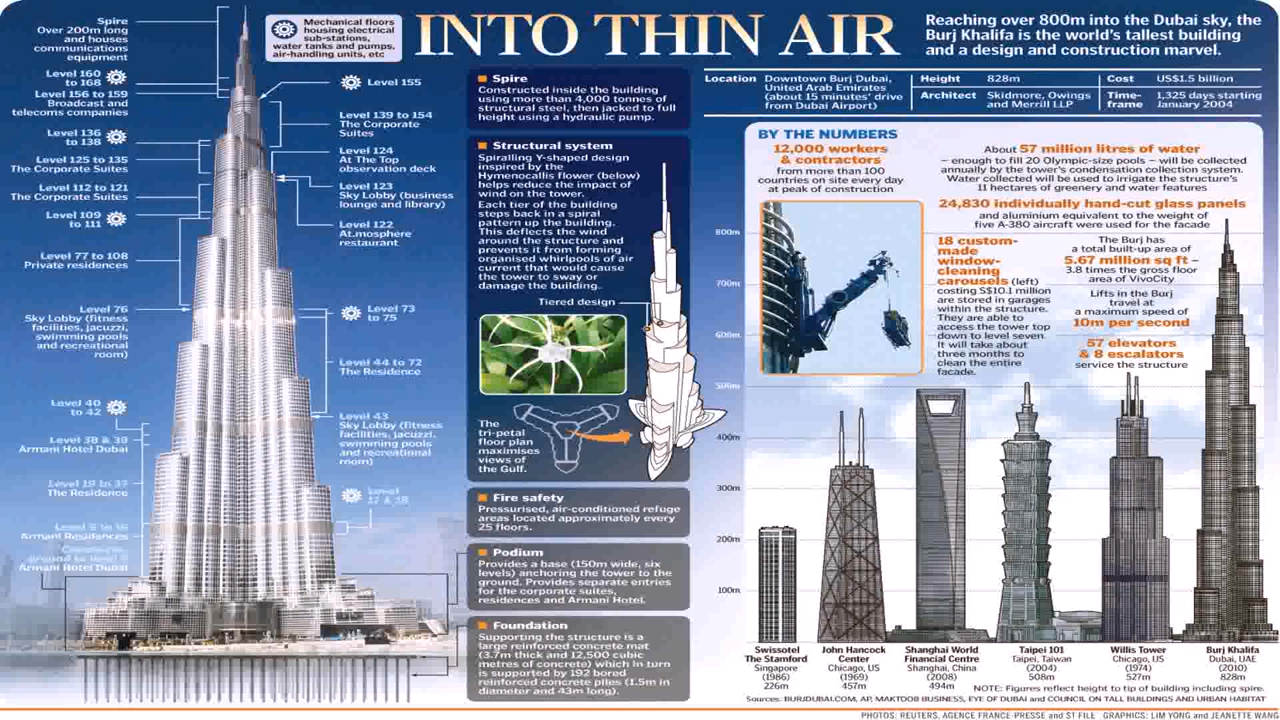 INTO THIN AIR
Reaching over 800m into the Dubai sky, the
Burj Khalifa is the world's tallest building
and a design and construction marvel.
Mechanical floors
housing electrical
sub-stations,
water tanks and pumps,
air-handling units, etc
Spire
Over 200m long
and houses
communications
equipment
Level 160
to 168
Level 156 to 159
Broadcast and
telecoms companies
Level 136
to 138
Level 125 to 135
The Corporate Suites
Level 112 to 121
The Corporate Suites
Level 109
to 111
Level 77 to 108
Private residences
Level 76
Sky Lobby (fitness
facilities, jacuzzi,
swimming pools
and recreational
room)
Level 40
to 42
Level 38 & 39
Armani Hotel Dubai
Level 19 to 37
The Residence
Armani Residences
Armani Hotel Dubai
Level 155
Level 139 to 154
The Corporate
Suites
Level 124
At The Top
observation deck
Level 123
Sky Lobby (business
lounge and library)
Level 122
At.mosphere
restaurant
Level 73
to 75
Level 44 to 72
The Residence
Level 43
Sky Lobby (fitness
facilities, jacuzzi,
swimming pools
and recreational
room)
Level
Spire
Constructed inside the building
using more than 4,000 tonnes of
structural steel, then jacked to full
height using a hydraulic pump.
Structural system
Spiralling Y-shaped design
inspired by the
Hymenocallis flower (below)
helps reduce the impact of
wind on the tower.
Each tier of the building
steps back in a spiral
pattern up the building.
This deflects the wind
around the structure and
prevents it from forming
organised whirlpools of air
current that would cause
the tower to sway or
damage the building.
Tiered design
The
tri-petal
floor plan
maximises
views of
the Gulf.
Fire safety
Pressurised, air-conditioned refuge
areas located approximately every
25 floors.
Podium
Provides a base (150m wide, six
levels) anchoring the tower to the
ground. Provides separate entries
for the corporate suites,
residences and Armani Hotel.
Foundation
Supporting the structure is a
large reinforced concrete mat
(3.7m thick and 12,500 cubic
metres of concrete) which in turn
is supported by 192 bored
reinforced concrete piles (1.5m in
diameter and 43m long).
Location Downtown Burj Dubai,
United Arab Emirates
(about 15 minutes' drive
from Dubai Airport)
Height 828m
Architect Skidmore, Owings
and Merrill LLP
Cost US$1.5 billion
Time-frame 1,325 days starting
January 2004
BY THE NUMBERS
12,000 workers
& contractors
from more than 100
countries on site every day
at peak of construction
About 57 million litres of water
– enough to fill 20 Olympic-size pools – will be collected
annually by the tower's condensation collection system.
Water collected will be used to irrigate the structure's
11 hectares of greenery and water features
24,830 individually hand-cut glass panels
and aluminium equivalent to the weight of
five A-380 aircraft were used for the facade
18 custom-
made
window-
cleaning
carousels (left)
costing S$10.1 million
are stored in garages
within the structure.
They are able to
access the tower top
down to level seven.
It will take about
three months to
clean the entire
facade.
The Burj has
a total built-up area of
5.67 million sq ft –
3.8 times the gross floor
area of VivoCity
Lifts in the Burj
travel at
a maximum speed of
10m per second
57 elevators
& 8 escalators
service the structure
800m
700m
600m
500m
400m
300m
200m
100m
Swissotel
The Stamford
Singapore
(1986)
226m
John Hancock
Center
Chicago, US
(1969)
457m
Shanghai World
Financial Centre
Shanghai, China
(2008)
494m
Taipei 101
Taipei, Taiwan
(2004)
508m
Willis Tower
Chicago, US
(1974)
527m
Burj Khalifa
Dubai, UAE
(2010)
828m
NOTE: Figures reflect height to tip of building including spire.
Sources: BURJDUBAI.COM, AP, MAKTOOB BUSINESS, EYE OF DUBAI and COUNCIL ON TALL BUILDINGS AND URBAN HABITAT
PHOTOS: REUTERS, AGENCE FRANCE-PRESSE and ST FILE GRAPHICS: LIM YONG and JEANETTE WANG